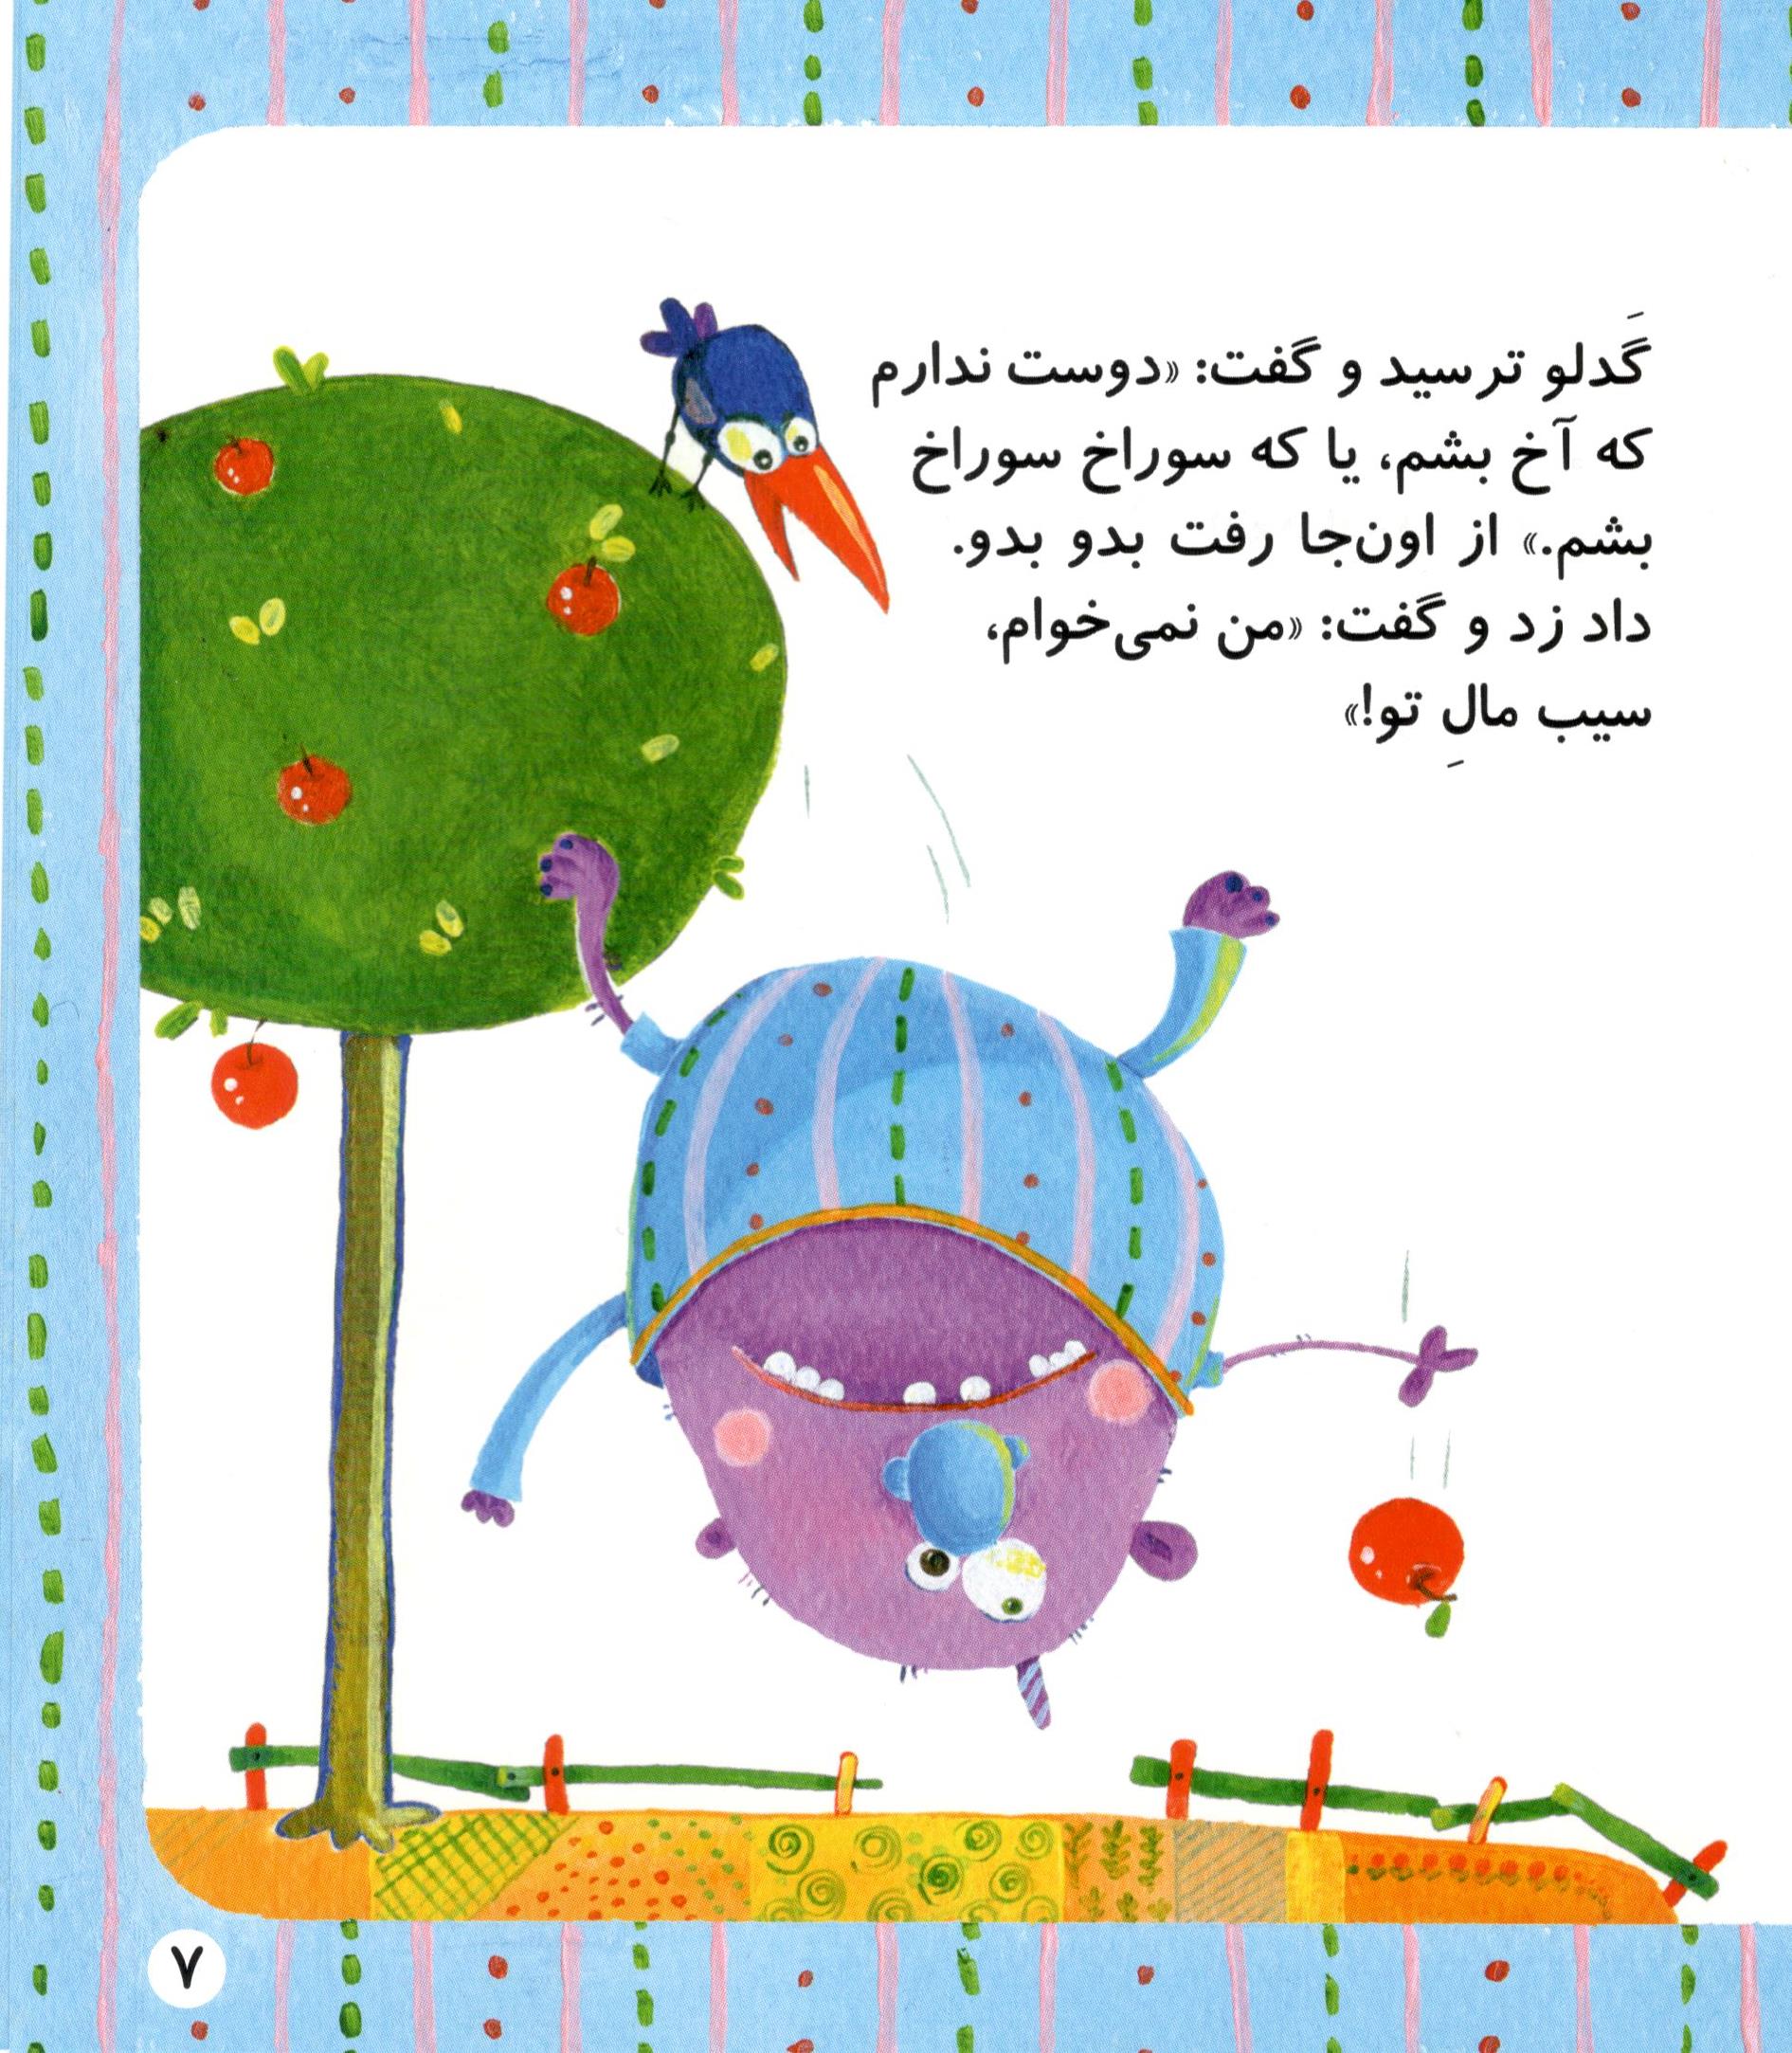 گَدلو ترسید و گفت: «دوست ندارم
که آخ بشم، یا که سوراخ سوراخ
بشم.» از اون‌جا رفت بدو بدو.
داد زد و گفت: «من نمی‌خوام،
سیب مالِ تو!»
۷